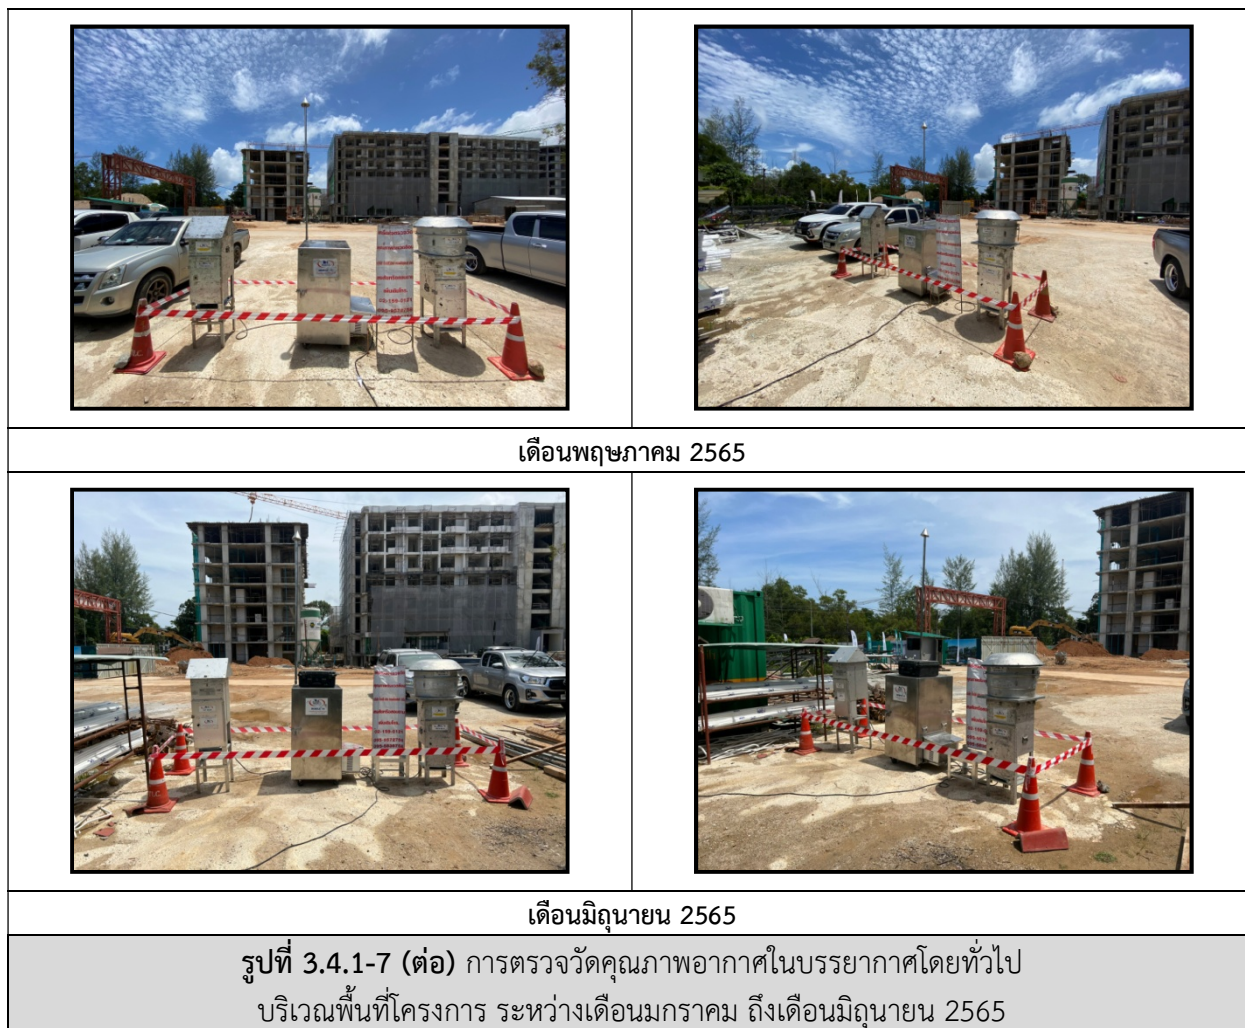 เดือนพฤษภาคม 2565
เดือนมิถุนายน 2565
รูปที่ 3.4.1-7 (ต่อ) การตรวจวัดคุณภาพอากาศในบรรยากาศโดยทั่วไป
บริเวณพื้นที่โครงการ ระหว่างเดือนมกราคม ถึงเดือนมิถุนายน 2565